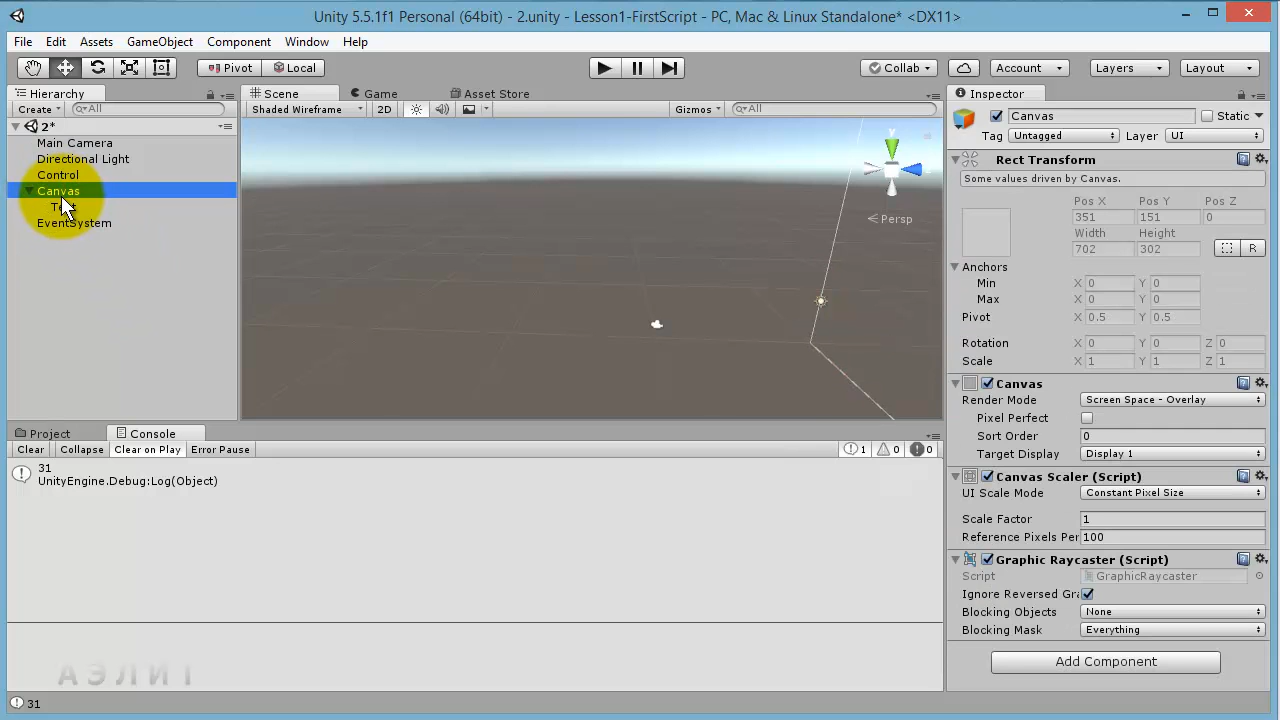 Unity 5.5.1f1 Personal (64bit) - 2.unity - Lesson1-FirstScript - PC, Mac & Linux Standalone* <DX11>
File Edit Assets GameObject Component Window Help
Pivot Local Collab Account Layers Layout
Hierarchy
Create All
2*
Main Camera
Directional Light
Control
Canvas
EventSystem
Scene Game Asset Store
Shaded Wireframe 2D Gizmos All
y
Persp
Project Console
Clear Collapse Clear on Play Error Pause 1 0 0
31
UnityEngine.Debug:Log(Object)
АЭЛИТ
31
Inspector
Canvas Static
Tag Untagged Layer UI
Rect Transform
Some values driven by Canvas.
Pos X Pos Y Pos Z
351 151 0
Width Height
702 302 R
Anchors
Min X 0 Y 0
Max X 0 Y 0
Pivot X 0.5 Y 0.5
Rotation X 0 Y 0 Z 0
Scale X 1 Y 1 Z 1
Canvas
Render Mode Screen Space - Overlay
Pixel Perfect
Sort Order 0
Target Display Display 1
Canvas Scaler (Script)
UI Scale Mode Constant Pixel Size
Scale Factor 1
Reference Pixels Per 100
Graphic Raycaster (Script)
Script GraphicRaycaster
Ignore Reversed Gra
Blocking Objects None
Blocking Mask Everything
Add Component